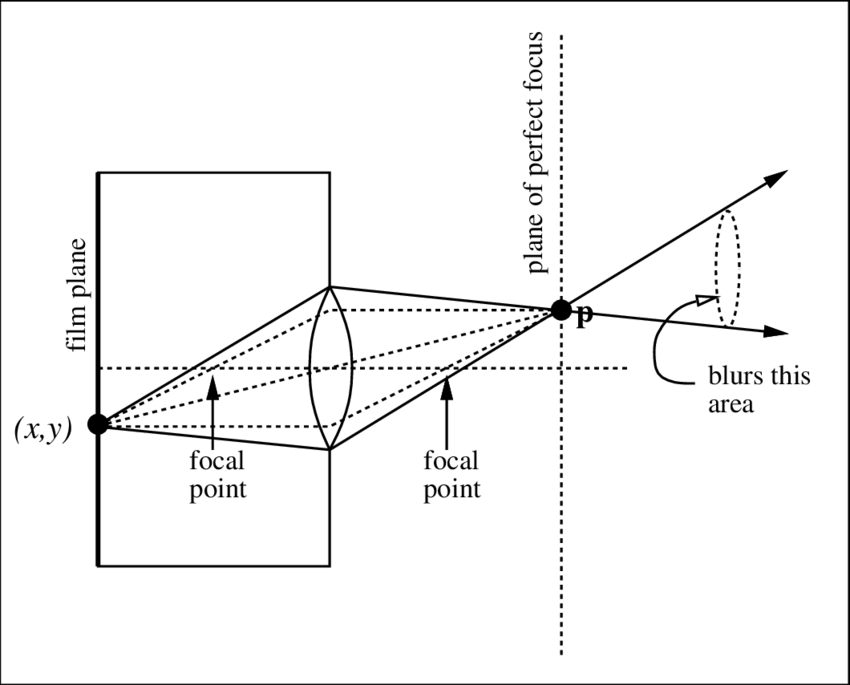 plane of perfect focus
film plane
p
(x,y)
focal
point
focal
point
blurs this
area